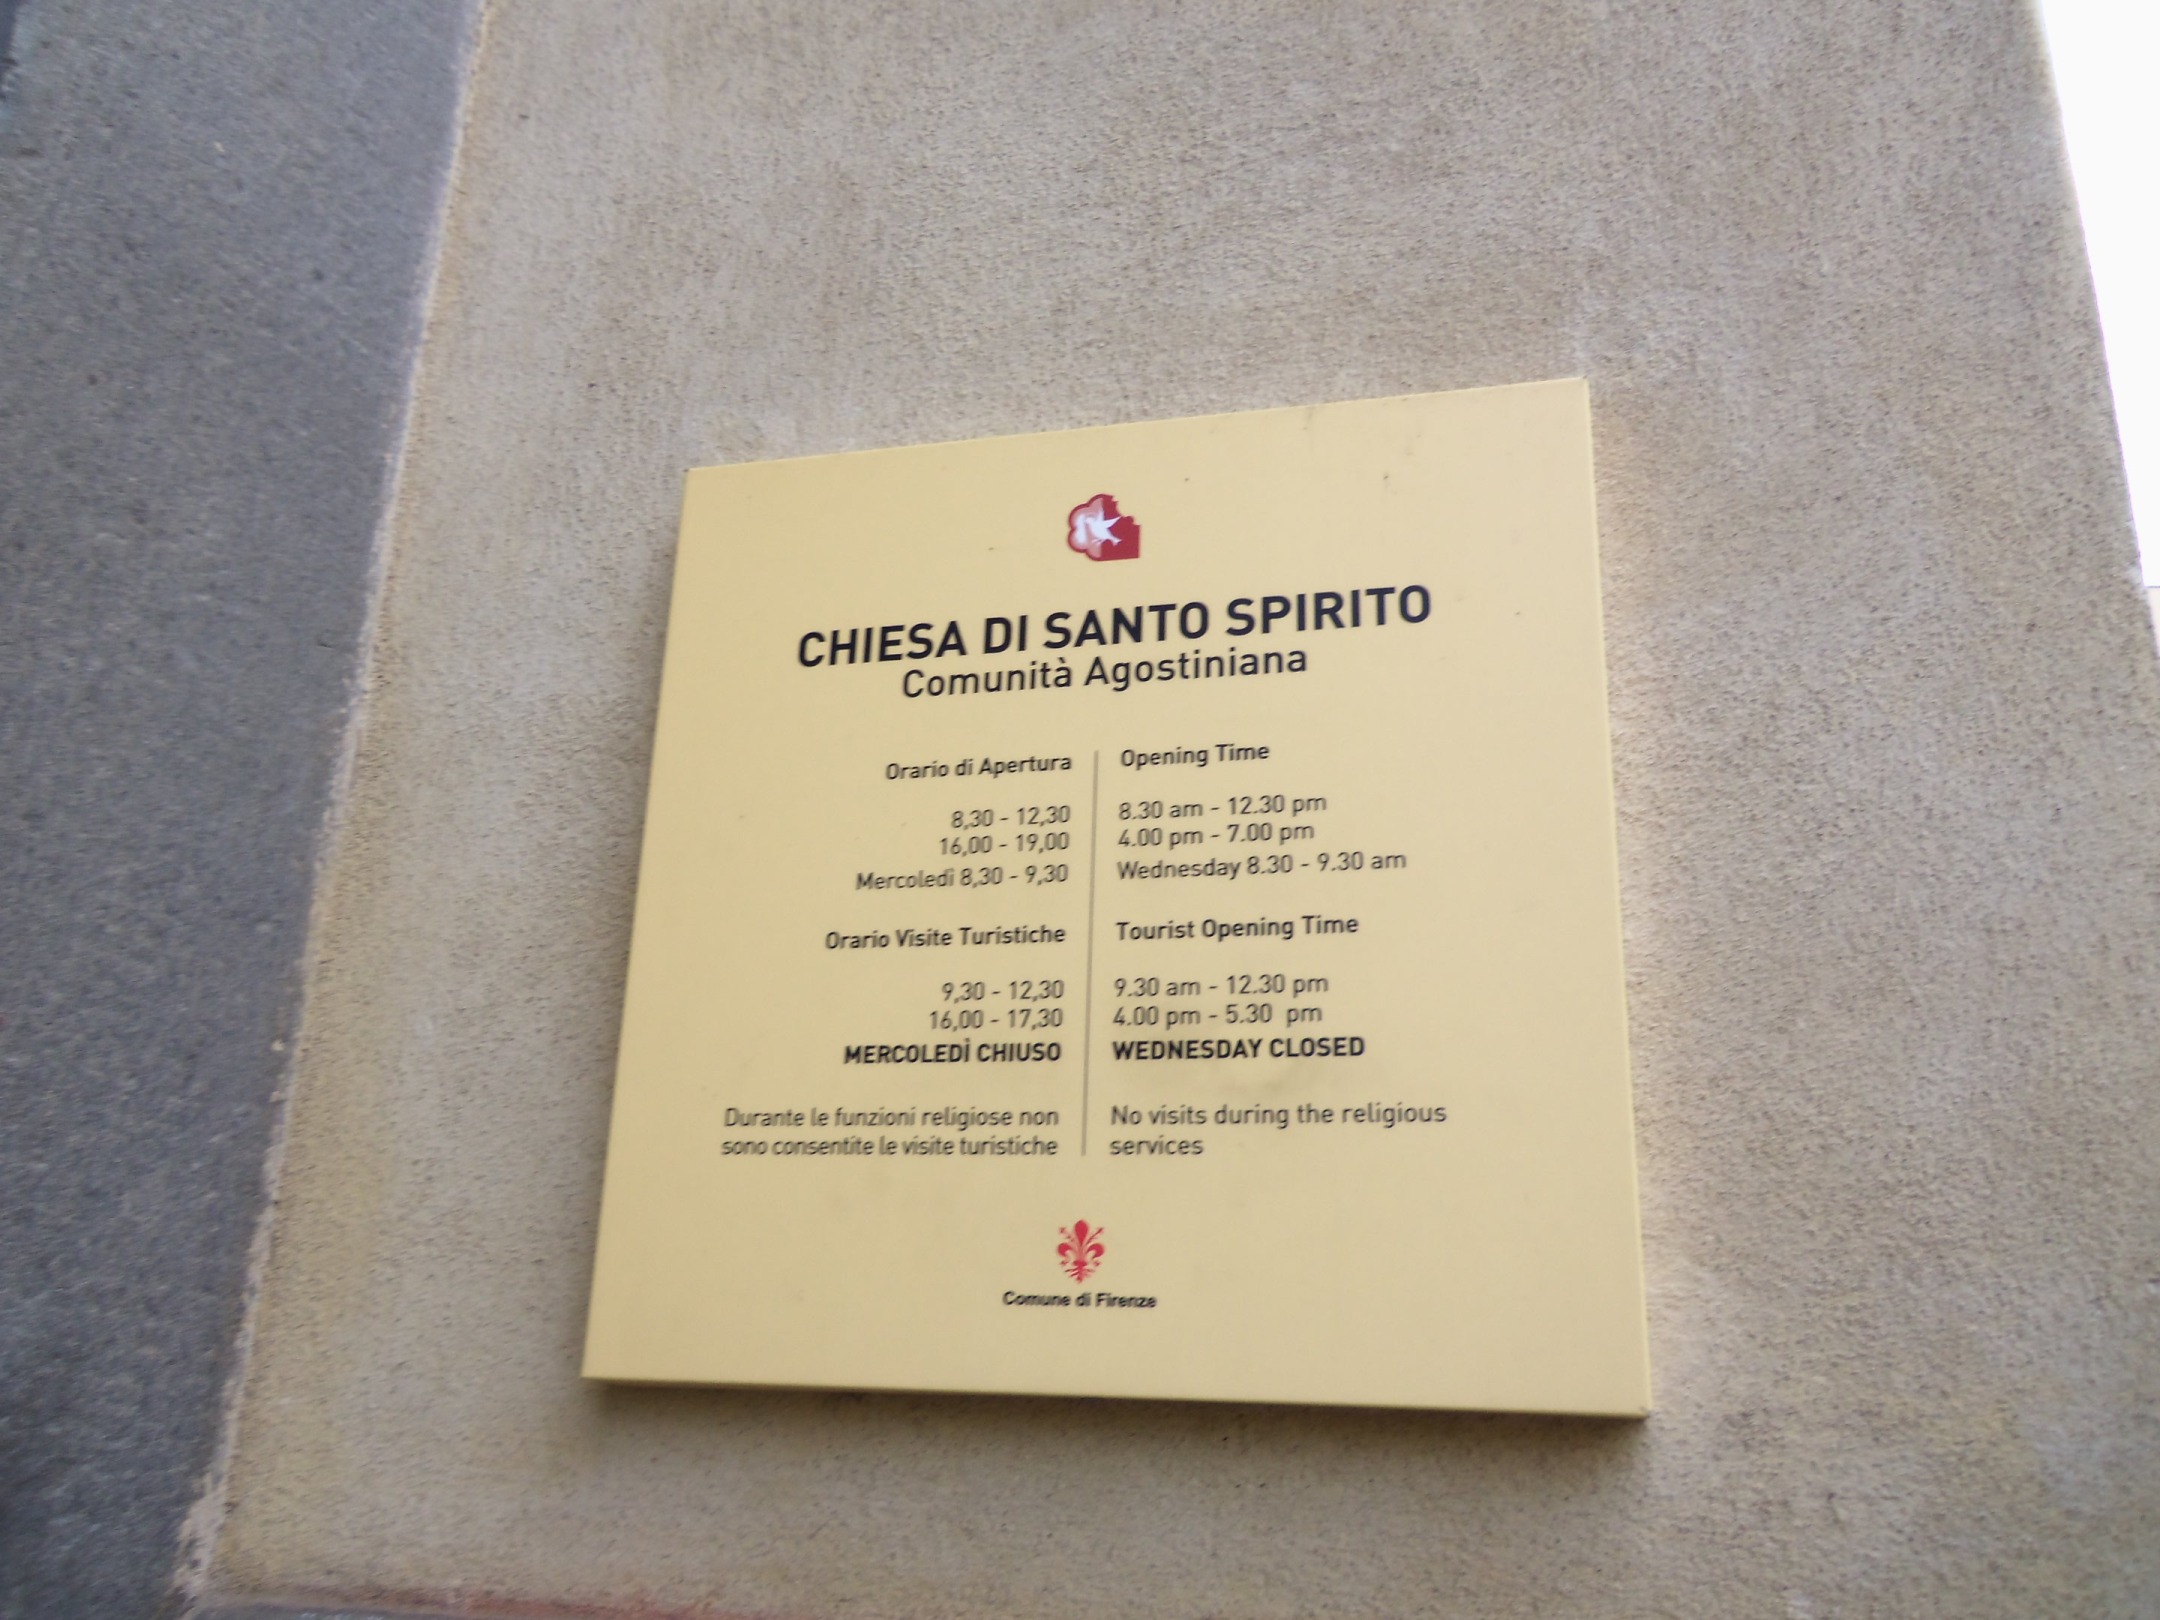 CHIESA DI SANTO SPIRITO
Comunità Agostiniana
Orario di Apertura
8,30 - 12,30
16,00 - 19,00
Mercoledì 8,30 - 9,30
Orario Visite Turistiche
9,30 - 12,30
16,00 - 17,30
MERCOLEDÌ CHIUSO
Durante le funzioni religiose non
sono consentite le visite turistiche
Opening Time
8.30 am - 12.30 pm
4.00 pm - 7.00 pm
Wednesday 8.30 - 9.30 am
Tourist Opening Time
9.30 am - 12.30 pm
4.00 pm - 5.30 pm
WEDNESDAY CLOSED
No visits during the religious
services
Comune di Firenze